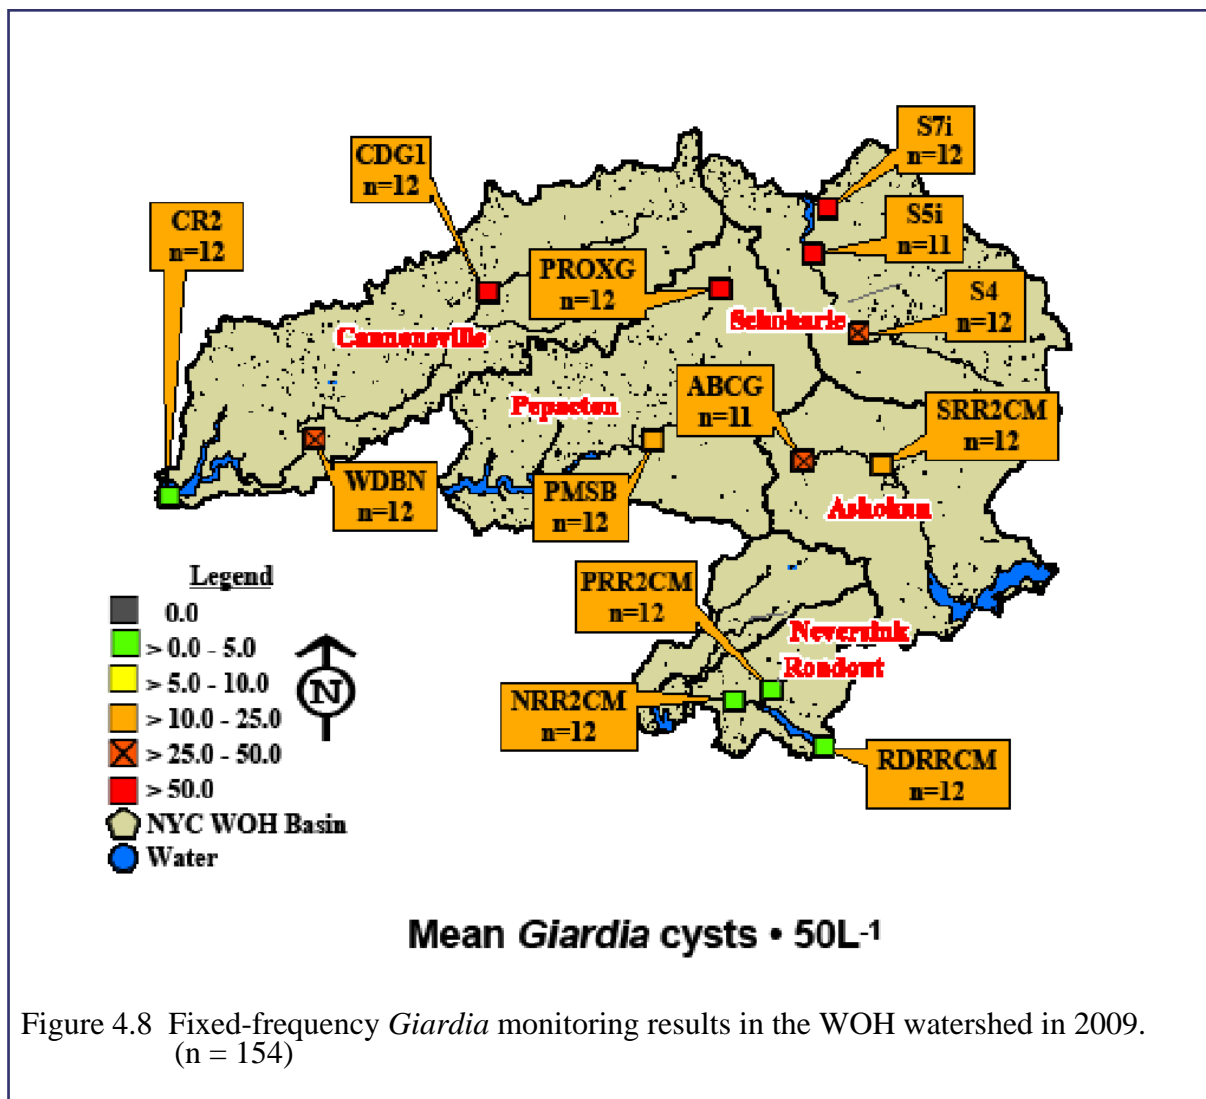 S7i
n=12
CDG1
n=12
CR2
n=12
S5i
n=11
PROXG
n=12
S4
n=12
Schoharie
Cannonsville
ABCG
n=11
Pepacton
SRR2CM
n=12
WDBN
n=12
PMSB
n=12
Ashokan
PRR2CM
n=12
Neversink
Rondout
NRR2CM
n=12
RDRRCM
n=12
Legend
0.0
> 0.0 - 5.0
> 5.0 - 10.0
> 10.0 - 25.0
> 25.0 - 50.0
> 50.0
NYC WOH Basin
Water
N
Mean Giardia cysts • 50L-1
Figure 4.8 Fixed-frequency Giardia monitoring results in the WOH watershed in 2009.
(n = 154)